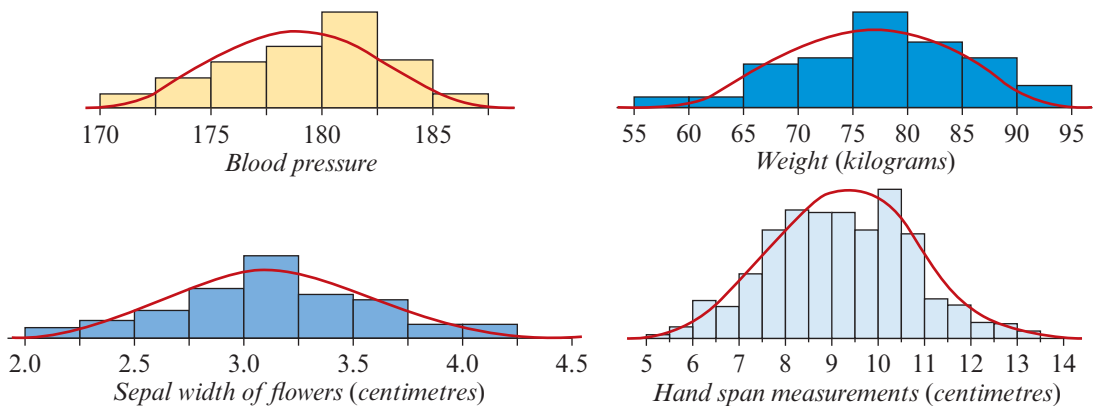 170 175 180 185
Blood pressure
55 60 65 70 75 80 85 90 95
Weight (kilograms)
2.0 2.5 3.0 3.5 4.0 4.5
Sepal width of flowers (centimetres)
5 6 7 8 9 10 11 12 13 14
Hand span measurements (centimetres)